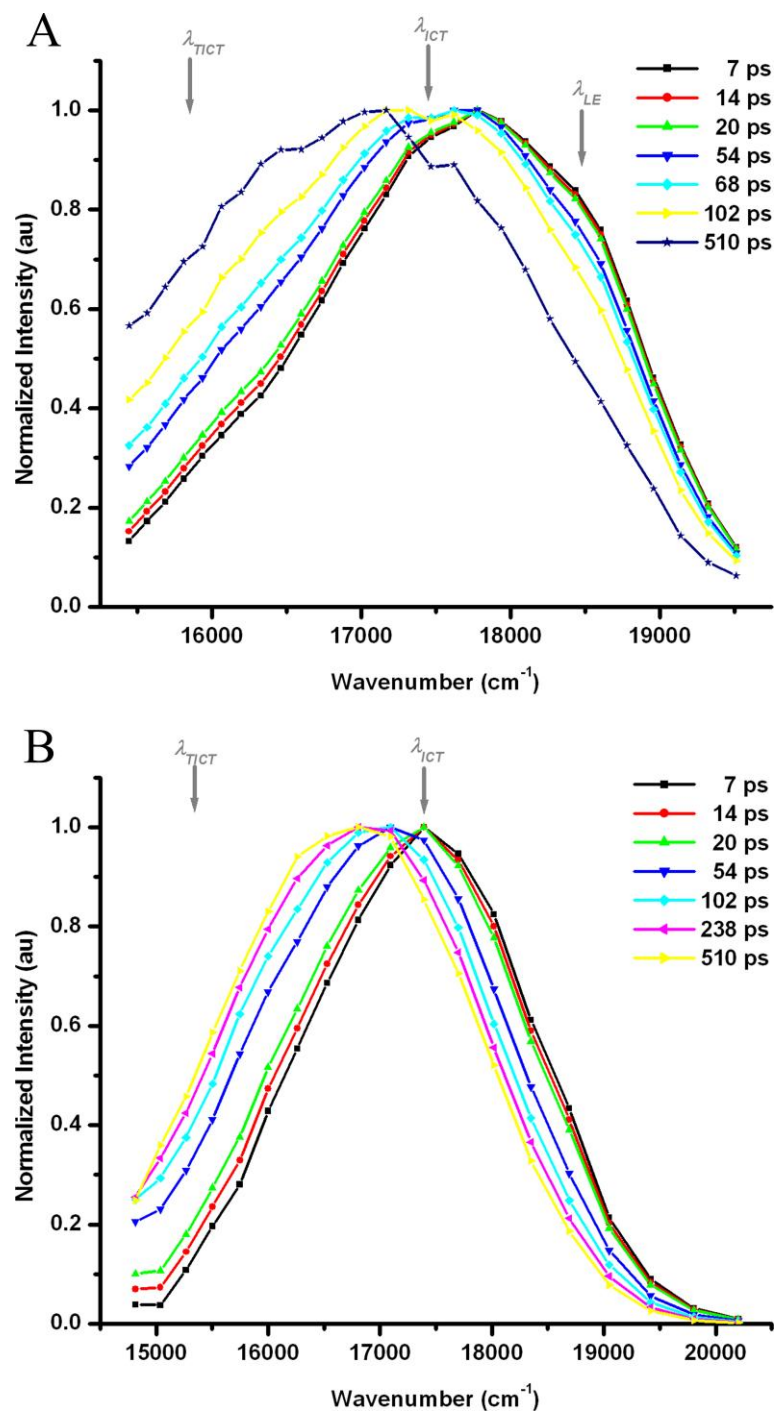 A
λTICT
λICT
λLE
7 ps
14 ps
20 ps
54 ps
68 ps
102 ps
510 ps
1.0
0.8
0.6
0.4
0.2
0.0
Normalized Intensity (au)
16000 17000 18000 19000
Wavenumber (cm-1)
B
λTICT
λICT
7 ps
14 ps
20 ps
54 ps
102 ps
238 ps
510 ps
1.0
0.8
0.6
0.4
0.2
0.0
Normalized Intensity (au)
15000 16000 17000 18000 19000 20000
Wavenumber (cm-1)